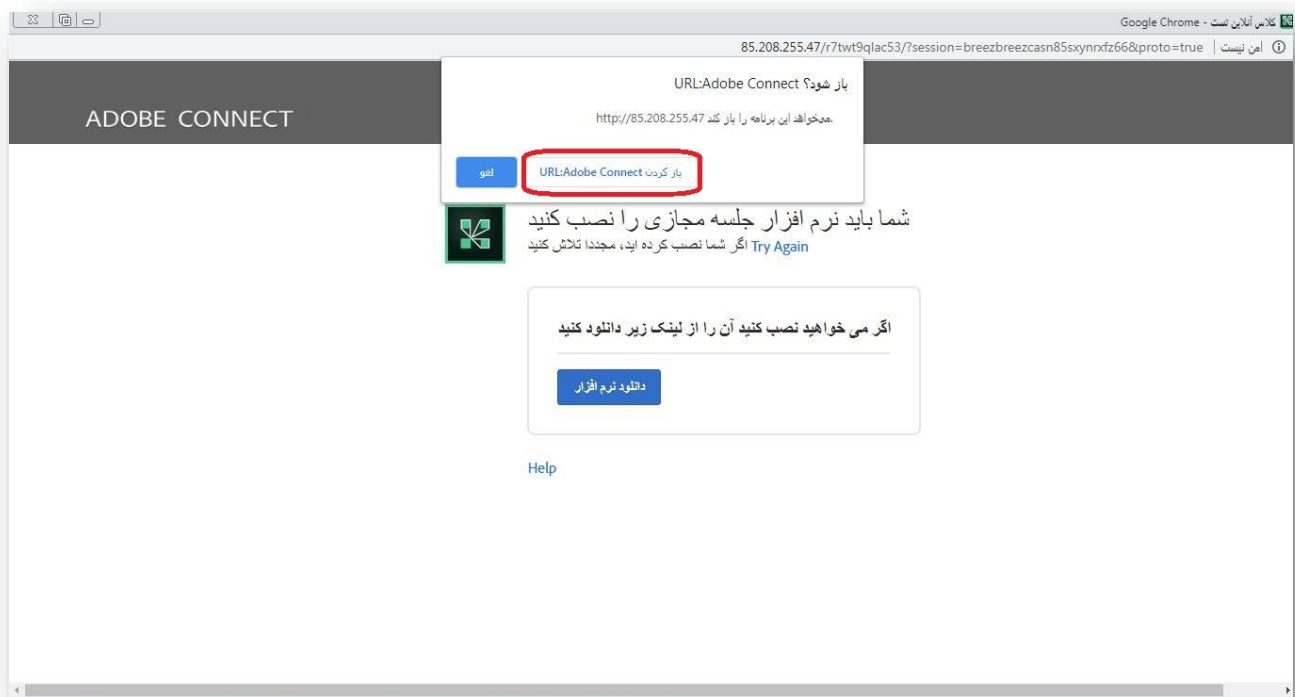 کلاس آنلاین تست - Google Chrome
امن نیست | 85.208.255.47/r7twt9qlac53/?session=breezbreezcasn85sxynrxfz66&proto=true
باز شود؟ URL:Adobe Connect
http://85.208.255.47 میخواهد این برنامه را باز کند.
باز کردن URL:Adobe Connect
لغو
ADOBE CONNECT
شما باید نرم افزار جلسه مجازی را نصب کنید
اگر شما نصب کرده اید، مجددا تلاش کنید Try Again
اگر می خواهید نصب کنید آن را از لینک زیر دانلود کنید
دانلود نرم افزار
Help